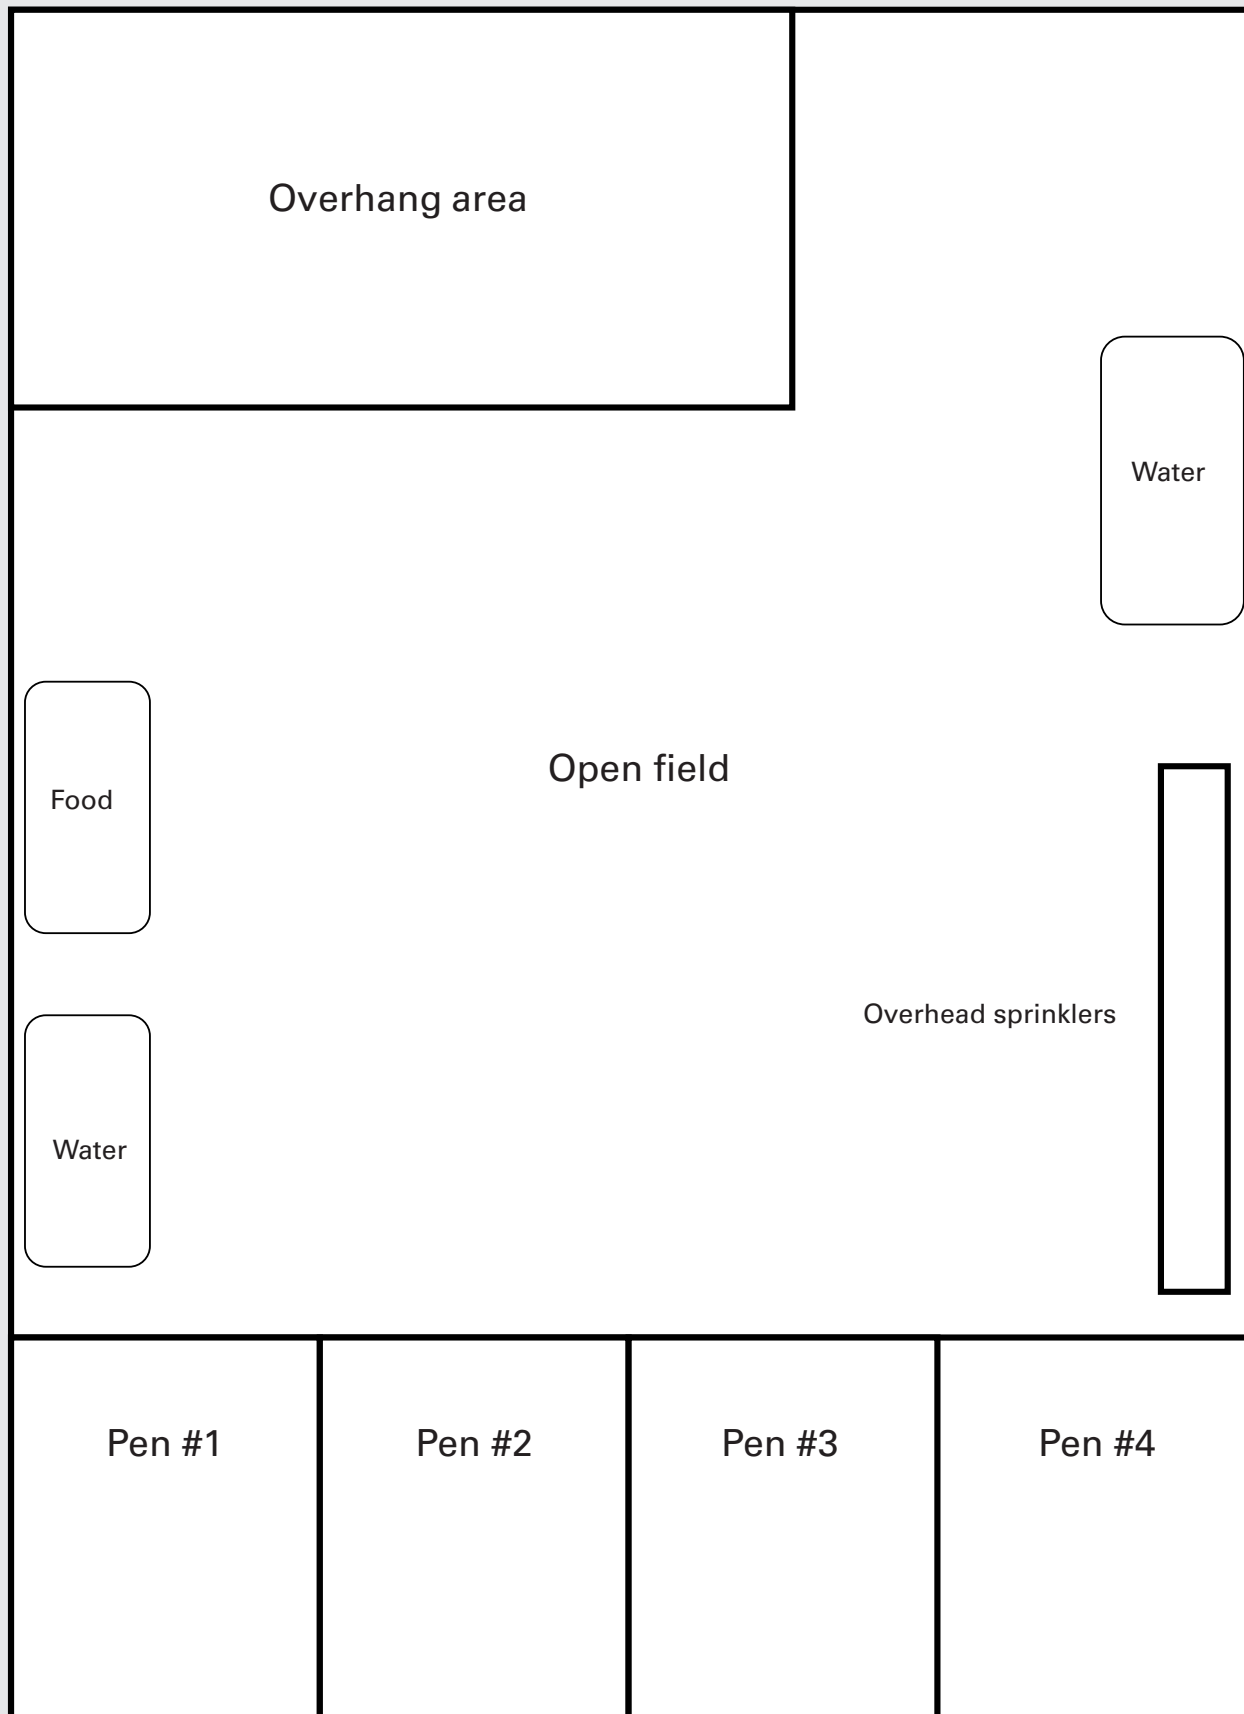 Overhang area
Water
Open field
Food
Overhead sprinklers
Water
Pen #1
Pen #2
Pen #3
Pen #4